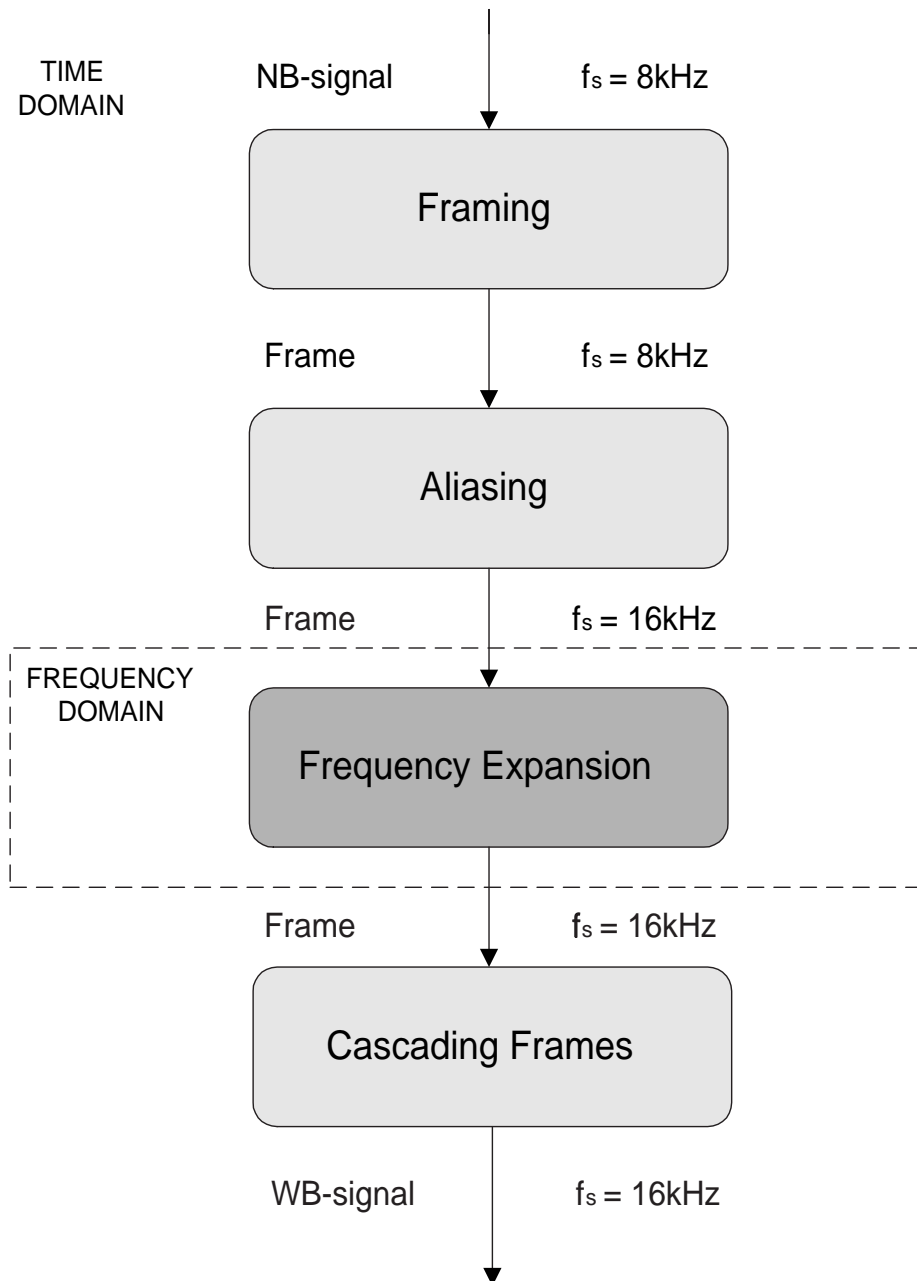 TIME
DOMAIN
NB-signal
fs = 8kHz
Framing
Frame
fs = 8kHz
Aliasing
Frame
fs = 16kHz
FREQUENCY
DOMAIN
Frequency Expansion
Frame
fs = 16kHz
Cascading Frames
WB-signal
fs = 16kHz